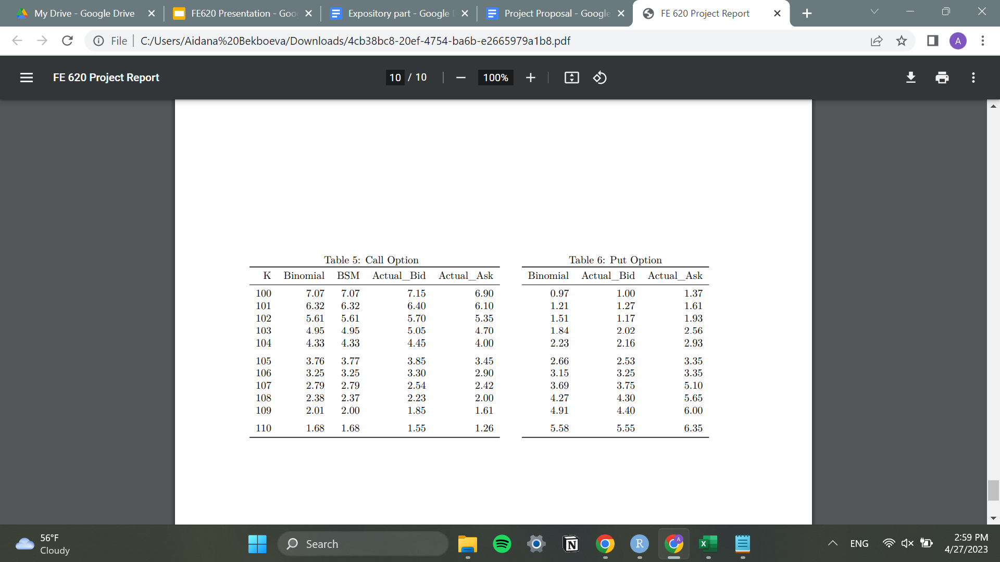 My Drive - Google Drive
FE620 Presentation - Goo
Expository part - Google
Project Proposal - Google
FE 620 Project Report
File
C:/Users/Aidana%20Bekboeva/Downloads/4cb38bc8-20ef-4754-ba6b-e2665979a1b8.pdf
A
FE 620 Project Report
10 / 10
100%
Table 5: Call Option
K Binomial BSM Actual_Bid Actual_Ask
100 7.07 7.07 7.15 6.90
101 6.32 6.32 6.40 6.10
102 5.61 5.61 5.70 5.35
103 4.95 4.95 5.05 4.70
104 4.33 4.33 4.45 4.00
105 3.76 3.77 3.85 3.45
106 3.25 3.25 3.30 2.90
107 2.79 2.79 2.54 2.42
108 2.38 2.37 2.23 2.00
109 2.01 2.00 1.85 1.61
110 1.68 1.68 1.55 1.26
Table 6: Put Option
Binomial Actual_Bid Actual_Ask
0.97 1.00 1.37
1.21 1.27 1.61
1.51 1.17 1.93
1.84 2.02 2.56
2.23 2.16 2.93
2.66 2.53 3.35
3.15 3.25 3.35
3.69 3.75 5.10
4.27 4.30 5.65
4.91 4.40 6.00
5.58 5.55 6.35
56°F
Cloudy
Search
N
R
A
X
ENG
2:59 PM
4/27/2023